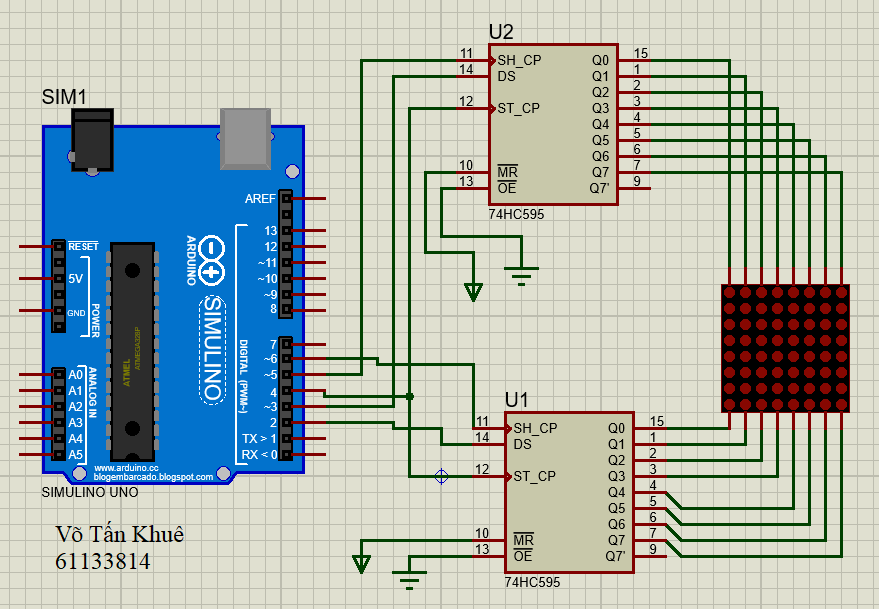 SIM1
AREF
13
12
~11
~10
~9
8
RESET
5V
GND
POWER
ARDUINO
SIMULINO
ATMEL
ATMEGA328P
DIGITAL (PWM~)
7
~6
~5
4
~3
2
TX > 1
RX < 0
A0
A1
A2
A3
A4
A5
ANALOG IN
www.arduino.cc
blogembarcado.blogspot.com
SIMULINO UNO
Võ Tấn Khuê
61133814
U2
11 SH_CP Q0 15
14 DS Q1 1
Q2 2
12 ST_CP Q3 3
Q4 4
Q5 5
Q6 6
10 MR Q7 7
13 OE Q7' 9
74HC595
U1
11 SH_CP Q0 15
14 DS Q1 1
Q2 2
12 ST_CP Q3 3
Q4 4
Q5 5
Q6 6
10 MR Q7 7
13 OE Q7' 9
74HC595